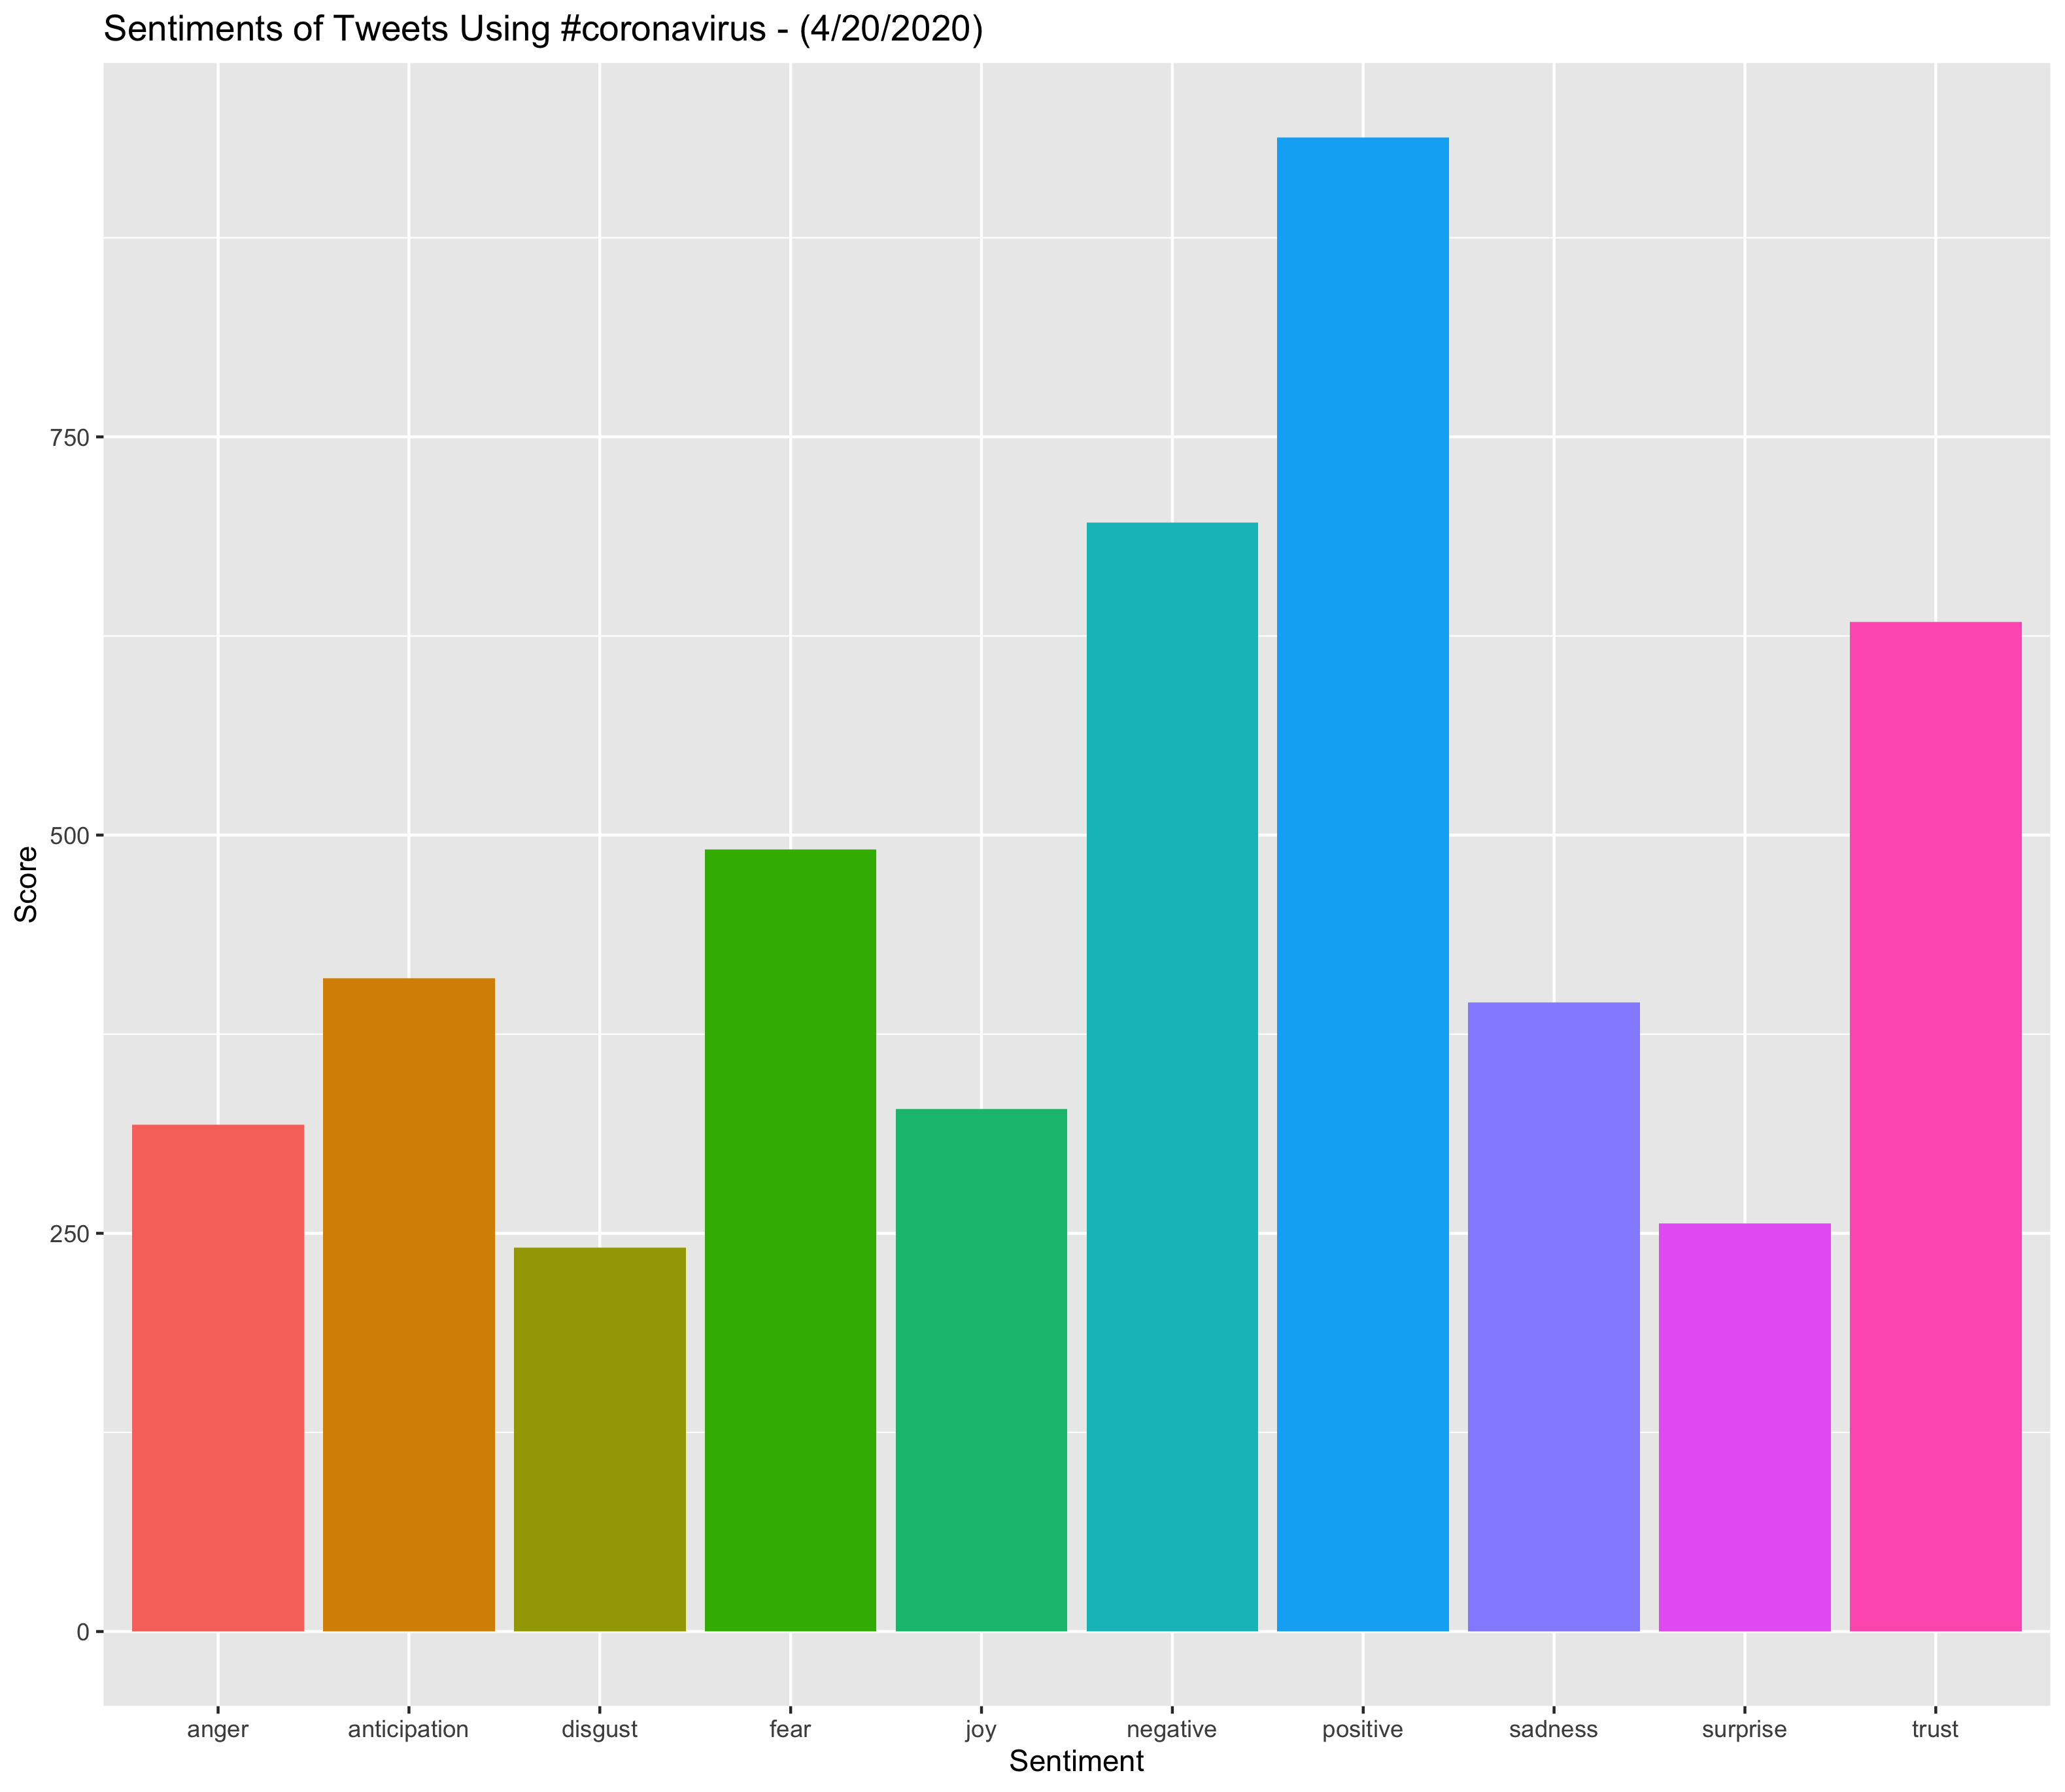 Sentiments of Tweets Using #coronavirus - (4/20/2020)
Score
750
500
250
0
anger anticipation disgust fear joy negative positive sadness surprise trust
Sentiment